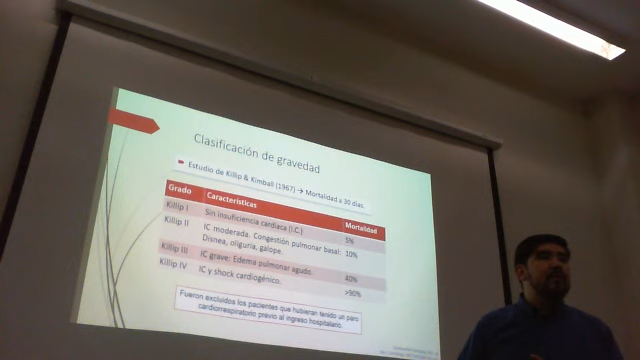 Clasificación de gravedad
Estudio de Killip & Kimball (1967) → Mortalidad a 30 días.
Grado Características Mortalidad
Killip I Sin insuficiencia cardiaca (I.C.) 5%
Killip II IC moderada. Congestión pulmonar basal: 10%
Disnea, oliguria, galope.
Killip III IC grave: Edema pulmonar agudo. 40%
Killip IV IC y shock cardiogénico. >90%
Fueron excluidos los pacientes que hubieran tenido un paro
cardiorrespiratorio previo al ingreso hospitalario.